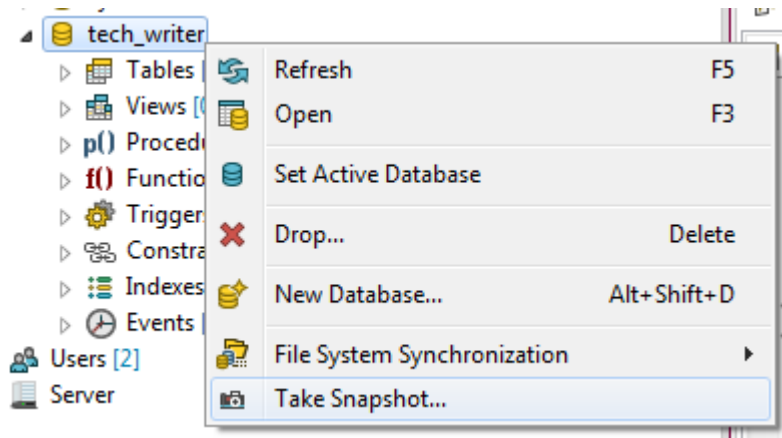 tech_writer
Refresh F5
Tables [
Open F3
Views [
p() Proced
Set Active Database
f() Functio
Trigger
Drop... Delete
Constra
Indexes
New Database... Alt+Shift+D
Events [
Users [2]
File System Synchronization
Server
Take Snapshot...